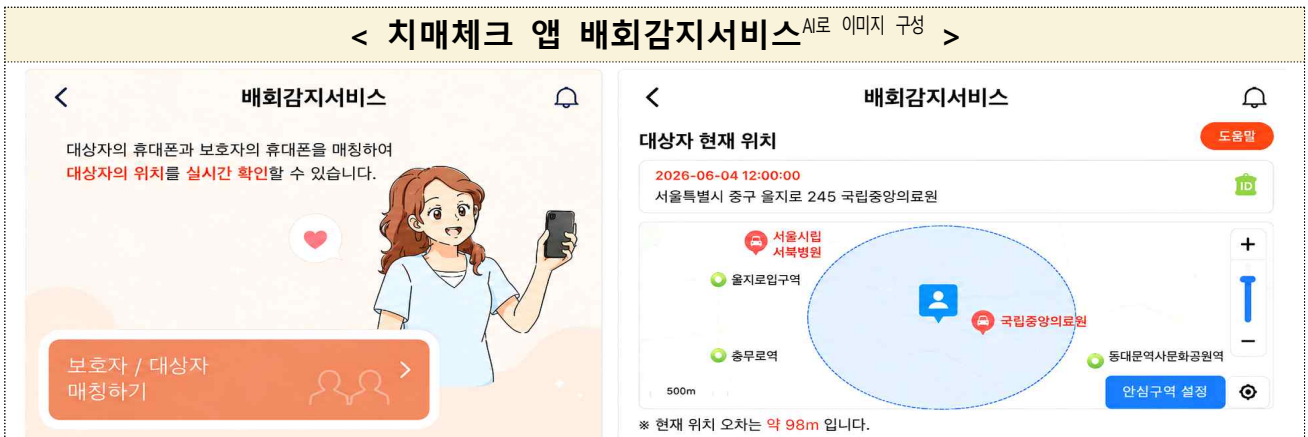 < 치매체크 앱 배회감지서비스AI로 이미지 구성 >
배회감지서비스
대상자의 휴대폰과 보호자의 휴대폰을 매칭하여
대상자의 위치를 실시간 확인할 수 있습니다.
보호자 / 대상자
매칭하기
배회감지서비스
대상자 현재 위치
도움말
2026-06-04 12:00:00
서울특별시 중구 을지로 245 국립중앙의료원
ID
서울시립
서북병원
을지로입구역
국립중앙의료원
충무로역
동대문역사문화공원역
+
−
500m
안심구역 설정
※ 현재 위치 오차는 약 98m 입니다.